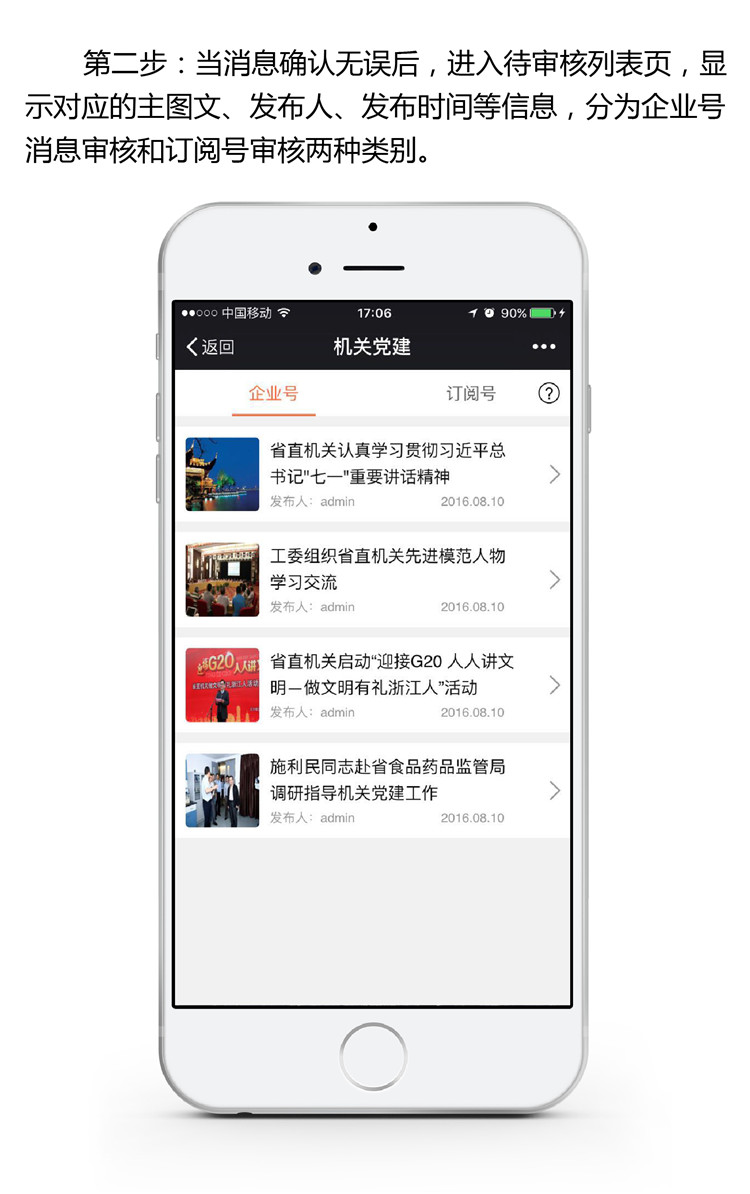 第二步：当消息确认无误后，进入待审核列表页，显
示对应的主图文、发布人、发布时间等信息，分为企业号
消息审核和订阅号审核两种类别。
中国移动 17:06 90%
返回 机关党建
企业号 订阅号 ?
省直机关认真学习贯彻习近平总
书记"七一"重要讲话精神
发布人：admin 2016.08.10
工委组织省直机关先进模范人物
学习交流
发布人：admin 2016.08.10
G20 人人讲
省直机关启动“迎接G20 人人讲文
明—做文明有礼浙江人”活动
发布人：admin 2016.08.10
施利民同志赴省食品药品监管局
调研指导机关党建工作
发布人：admin 2016.08.10